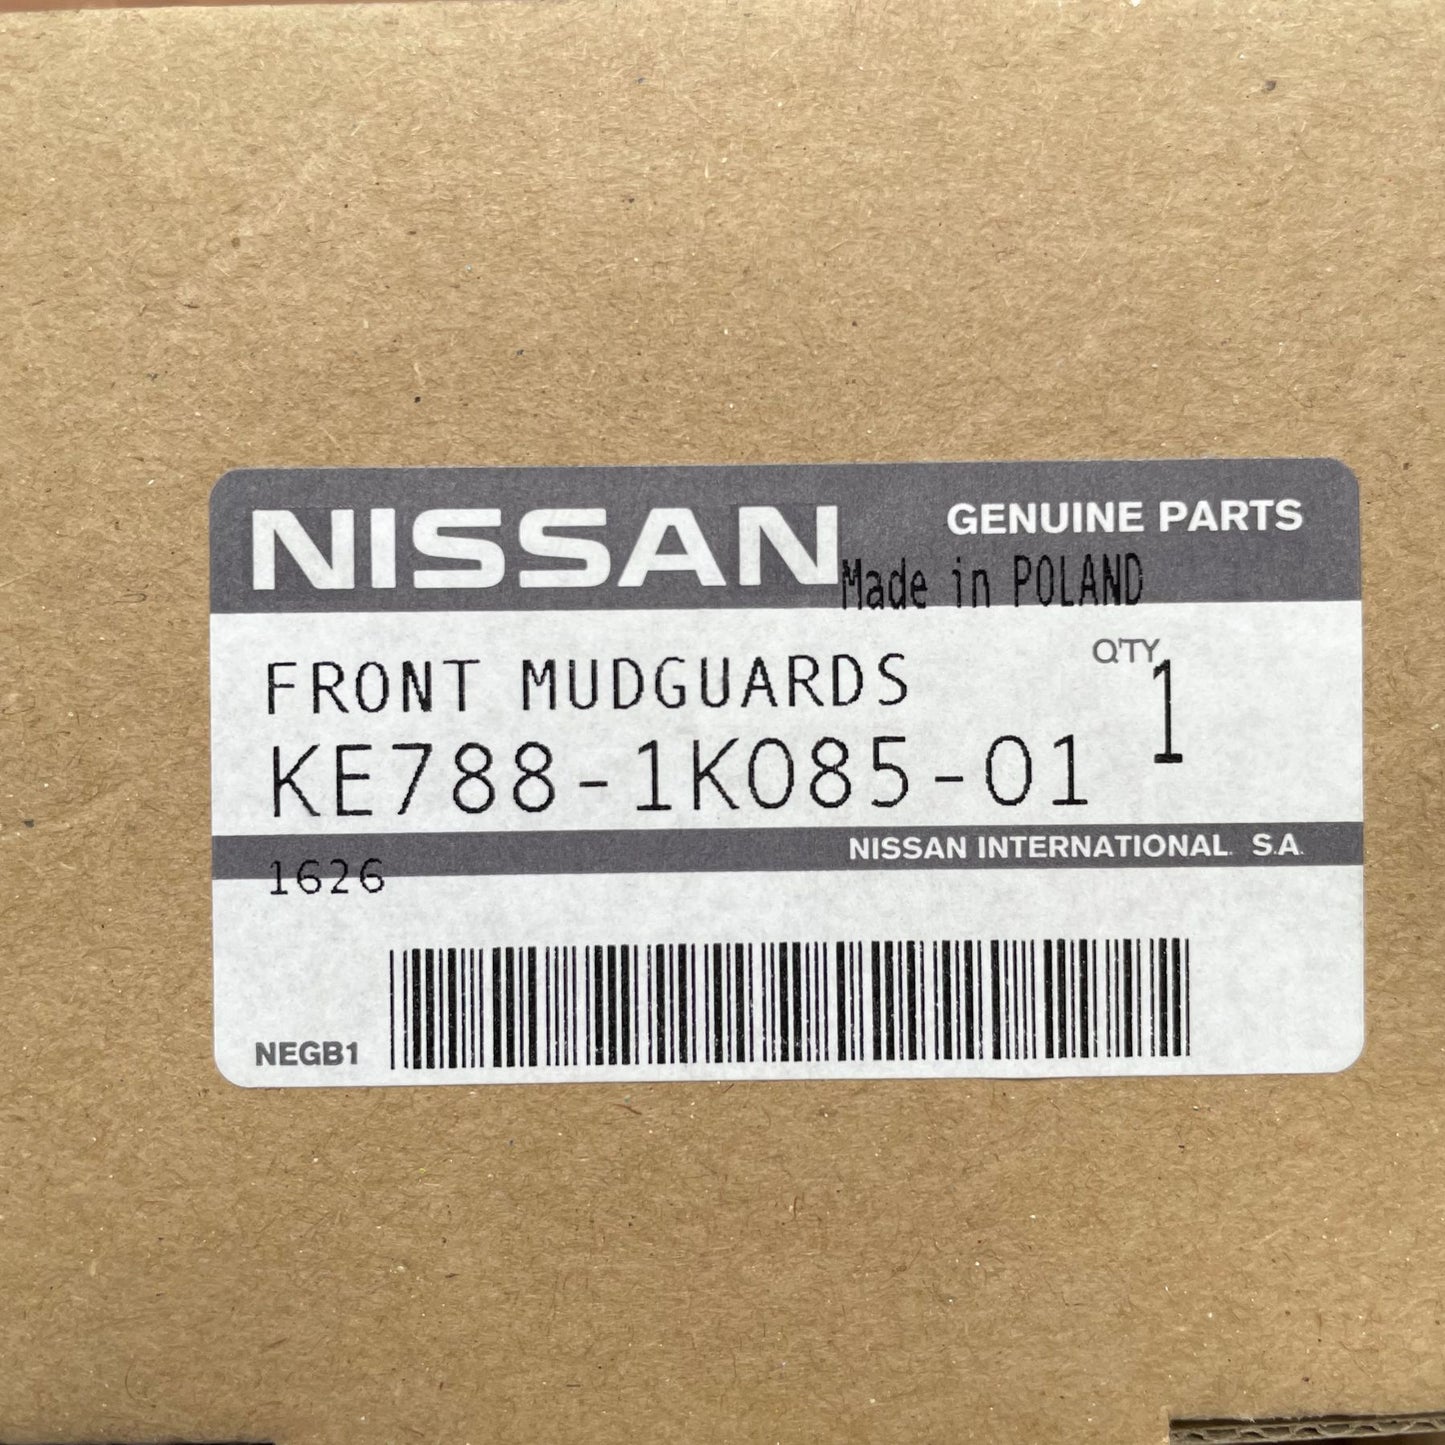 NISSAN
GENUINE PARTS
Made in POLAND
FRONT MUDGUARDS
Q'TY 1
KE788-1K085-01
NISSAN INTERNATIONAL S.A.
1626
NEGB1